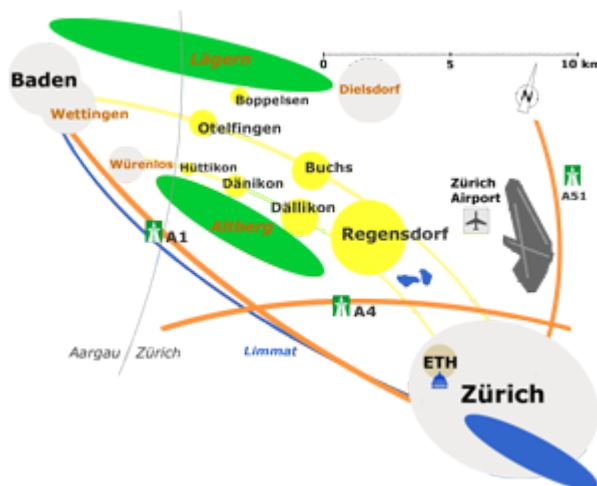 Lägern
0
5
10 km
Baden
Dielsdorf
Boppelsen
N
Wettingen
Otelfingen
Würenlos
Hüttikon
Buchs
Dänikon
Zürich
Airport
A51
Dällikon
Altberg
Regensdorf
A1
A4
Aargau
Zürich
Limmat
ETH
Zürich